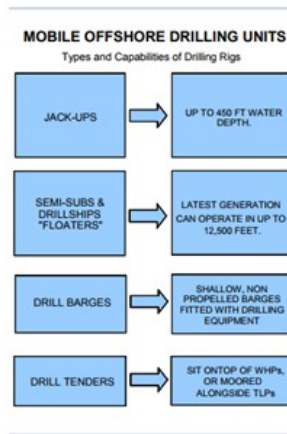 MOBILE OFFSHORE DRILLING UNITS
Types and Capabilities of Drilling Rigs
JACK-UPS
UP TO 450 FT WATER
DEPTH.
SEMI-SUBS &
DRILLSHIPS
"FLOATERS"
LATEST GENERATION
CAN OPERATE IN UP TO
12,500 FEET.
DRILL BARGES
SHALLOW, NON
PROPELLED BARGES
FITTED WITH DRILLING
EQUIPMENT
DRILL TENDERS
SIT ONTOP OF WHPs,
OR MOORED
ALONGSIDE TLPs